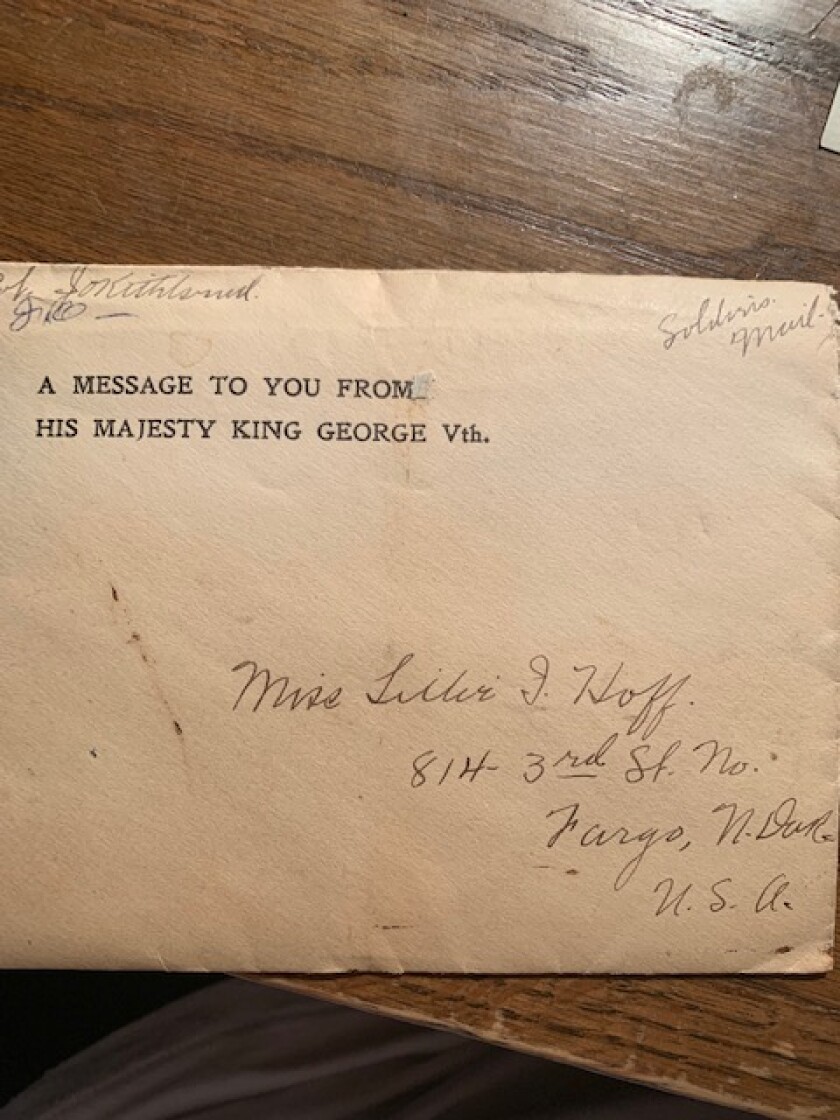 Soldiers.
Mail.
A MESSAGE TO YOU FROM
HIS MAJESTY KING GEORGE Vth.
Miss Lillie I. Hoff.
814 - 3rd St. No.
Fargo, N. Dak.
U. S. A.